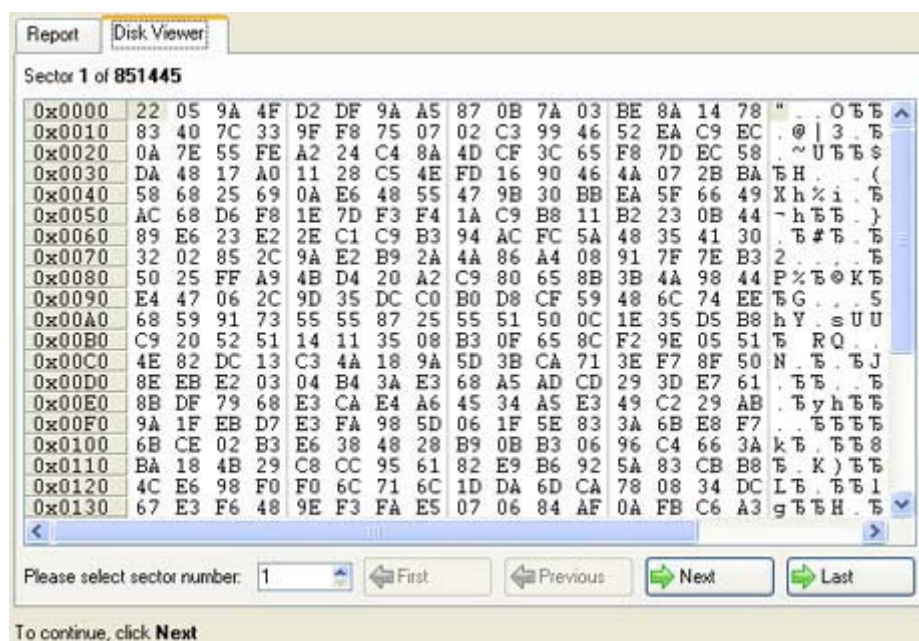 Report Disk Viewer
Sector 1 of 851445
0x0000 22 05 9A 4F D2 DF 9A A5 87 0B 7A 03 BE 8A 14 78 " . . O Ђ Ђ
0x0010 83 40 7C 33 9F F8 75 07 02 C3 99 46 52 EA C9 EC . @ | 3 . Ђ
0x0020 0A 7E 55 FE A2 24 C4 8A 4D CF 3C 65 F8 7D EC 58 . ~ U Ђ Ђ $
0x0030 DA 48 17 A0 11 28 C5 4E FD 16 90 46 4A 07 2B BA Ђ H . . (
0x0040 58 68 25 69 0A E6 48 55 47 9B 30 BB EA 5F 66 49 X h % i . Ђ
0x0050 AC 68 D6 F8 1E 7D F3 F4 1A C9 B8 11 B2 23 0B 44 ¬ h Ђ Ђ . }
0x0060 89 E6 23 E2 2E C1 C9 B3 94 AC FC 5A 48 35 41 30 . Ђ # Ђ . Ђ
0x0070 32 02 85 2C 9A E2 B9 2A 4A 86 A4 08 91 7F 7E B3 2 . . , . Ђ
0x0080 50 25 FF A9 4B D4 20 A2 C9 80 65 8B 3B 4A 98 44 P % Ђ © K Ђ
0x0090 E4 47 06 2C 9D 35 DC C0 B0 D8 CF 59 48 6C 74 EE Ђ G . , . 5
0x00A0 68 59 91 73 55 55 87 25 55 51 50 0C 1E 35 D5 B8 h Y . s U U
0x00B0 C9 20 52 51 14 11 35 08 B3 0F 65 8C F2 9E 05 51 Ђ R Q . .
0x00C0 4E 82 DC 13 C3 4A 18 9A 5D 3B CA 71 3E F7 8F 50 N . Ђ . Ђ J
0x00D0 8E EB E2 03 04 B4 3A E3 68 A5 AD CD 29 3D E7 61 . Ђ Ђ . . Ђ
0x00E0 8B DF 79 68 E3 CA E4 A6 45 34 A5 E3 49 C2 29 AB . Ђ y h Ђ Ђ
0x00F0 9A 1F EB D7 E3 FA 98 5D 06 1F 5E 83 3A 6B E8 F7 . . Ђ Ђ Ђ Ђ
0x0100 6B CE 02 B3 E6 38 48 28 B9 0B B3 06 96 C4 66 3A k Ђ . Ђ Ђ 8
0x0110 BA 18 4B 29 C8 CC 95 61 82 E9 B6 92 5A 83 CB B8 Ђ . K ) Ђ Ђ
0x0120 4C E6 98 F0 F0 6C 71 6C 1D DA 6D CA 78 08 34 DC L Ђ . Ђ Ђ l
0x0130 67 E3 F6 48 9E F3 FA E5 07 06 84 AF 0A FB C6 A3 g Ђ Ђ H . Ђ
Please select sector number: 1 First Previous Next Last
To continue, click Next